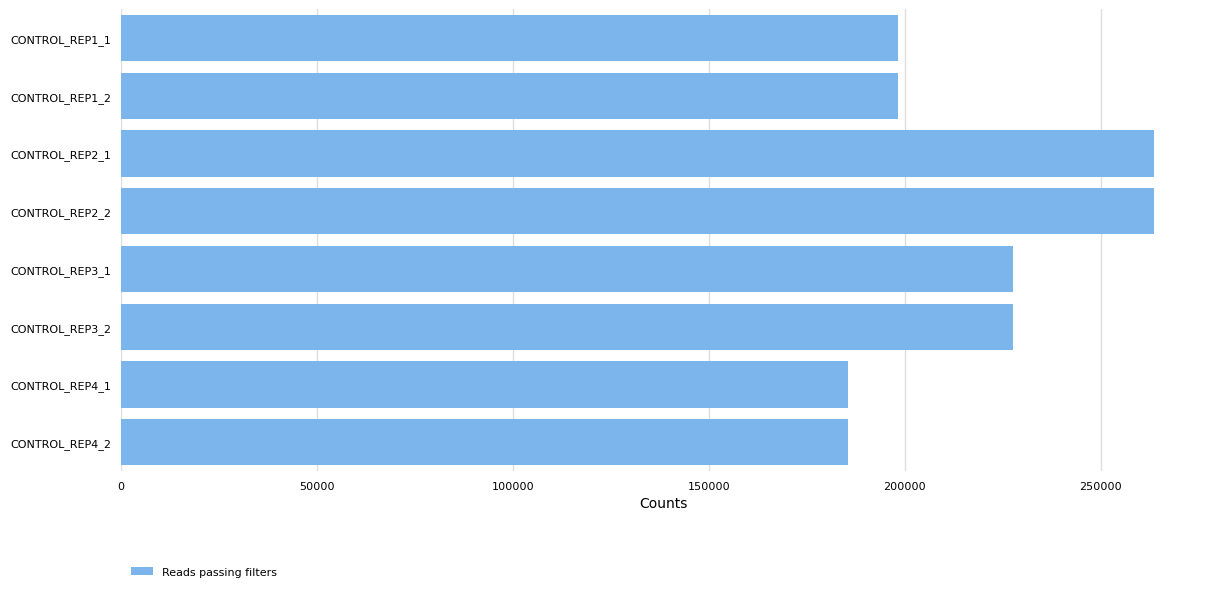 CONTROL_REP1_1
CONTROL_REP1_2
CONTROL_REP2_1
CONTROL_REP2_2
CONTROL_REP3_1
CONTROL_REP3_2
CONTROL_REP4_1
CONTROL_REP4_2
0 50000 100000 150000 200000 250000
Counts
Reads passing filters